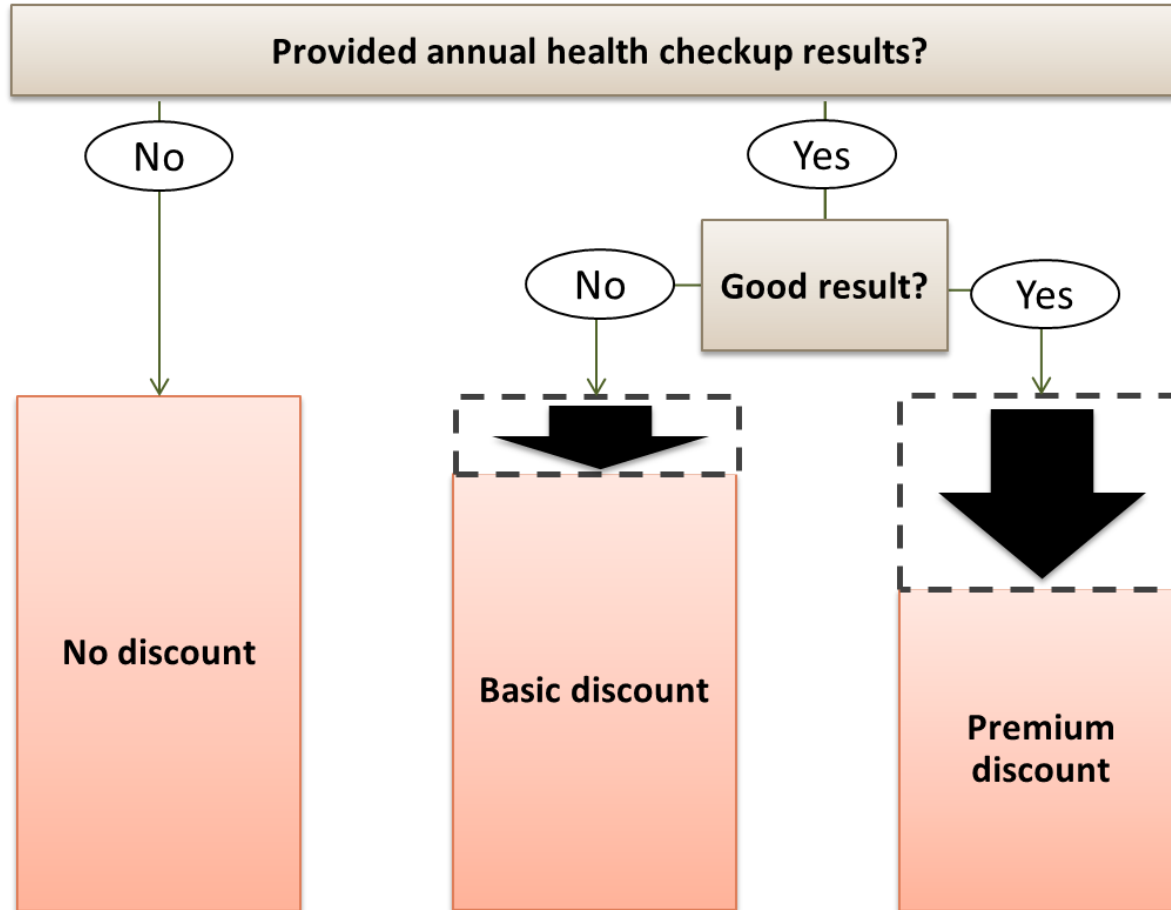 Provided annual health checkup results?
No
Yes
No
Good result?
Yes
No discount
Basic discount
Premium
discount